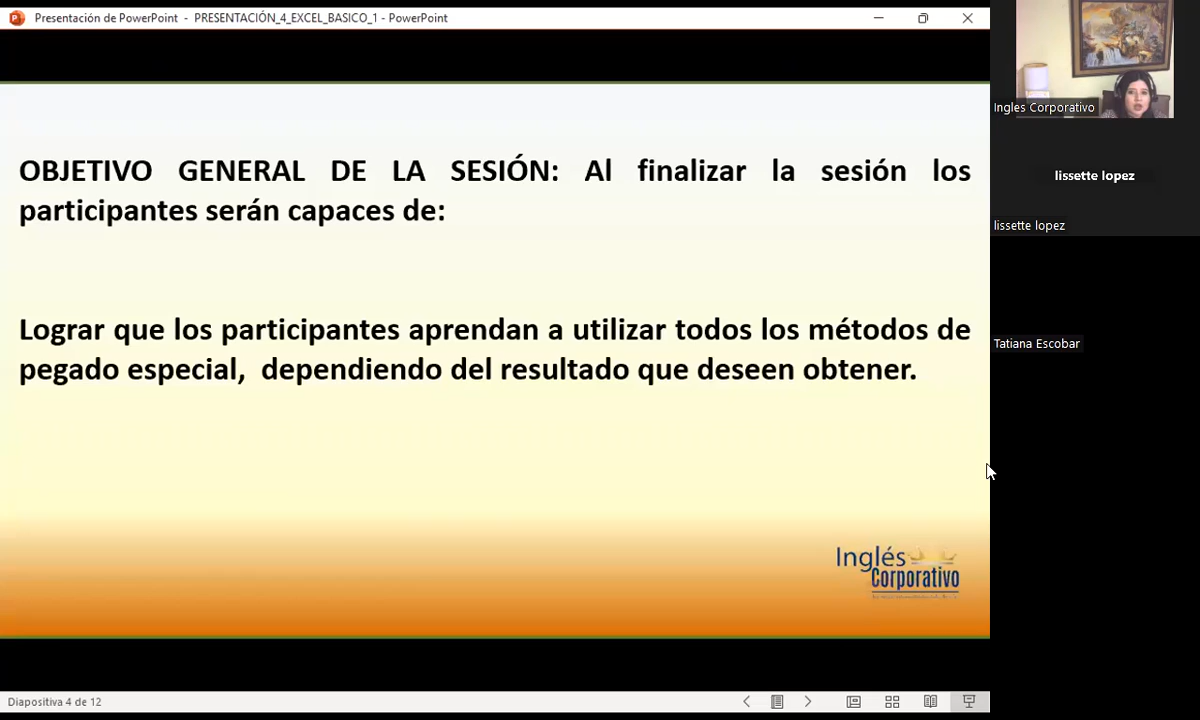 Presentación de PowerPoint - PRESENTACIÓN_4_EXCEL_BASICO_1 - PowerPoint
OBJETIVO GENERAL DE LA SESIÓN: Al finalizar la sesión los
participantes serán capaces de:
Lograr que los participantes aprendan a utilizar todos los métodos de
pegado especial, dependiendo del resultado que deseen obtener.
Inglés
Corporativo
Diapositiva 4 de 12
Ingles Corporativo
lissette lopez
lissette lopez
Tatiana Escobar